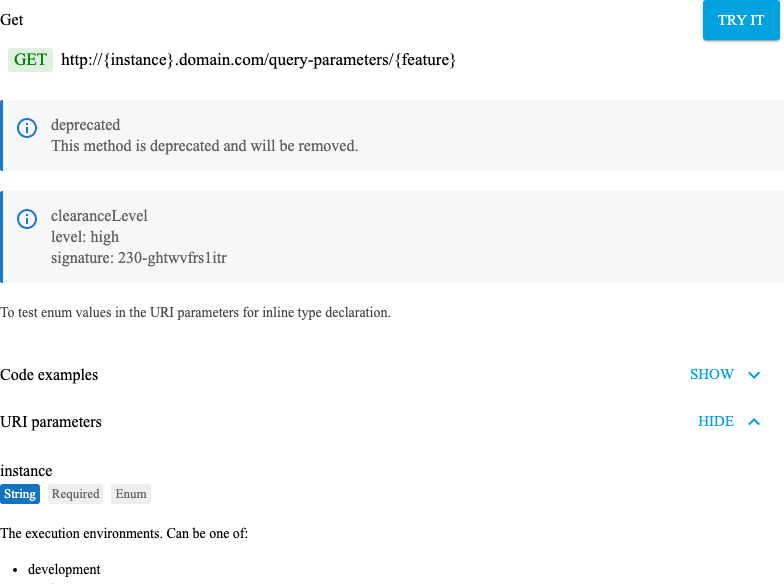 Get
TRY IT
GET http://{instance}.domain.com/query-parameters/{feature}
deprecated
This method is deprecated and will be removed.
clearanceLevel
level: high
signature: 230-ghtwvfrs1itr
To test enum values in the URI parameters for inline type declaration.
Code examples
SHOW
URI parameters
HIDE
instance
String Required Enum
The execution environments. Can be one of:
• development